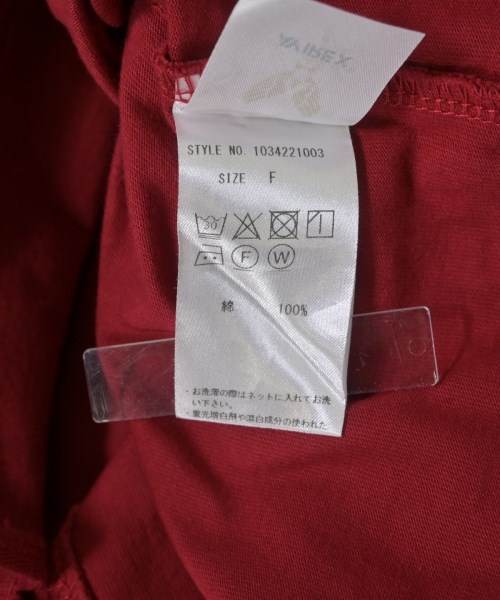 AVIREX
STYLE NO. 1034221003
SIZE F
30
F W
綿 100%
・お洗濯の際はネットに入れてお洗
い下さい。
・蛍光増白剤や漂白成分の使われた